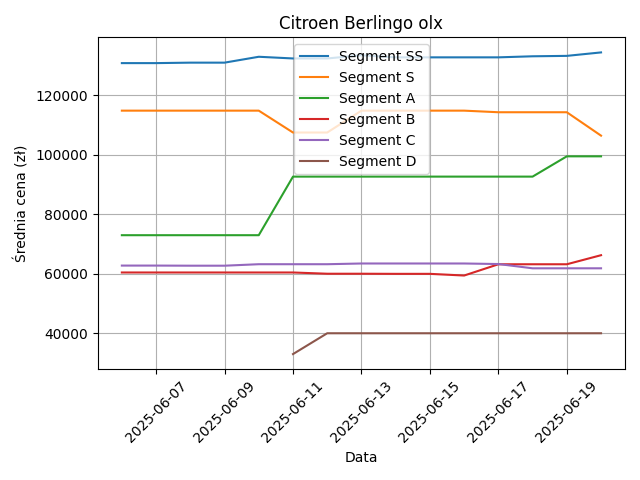 Citroen Berlingo olx
Segment SS
Segment S
Segment A
Segment B
Segment C
Segment D
Średnia cena (zł)
120000
100000
80000
60000
40000
2025-06-07
2025-06-09
2025-06-11
2025-06-13
2025-06-15
2025-06-17
2025-06-19
Data